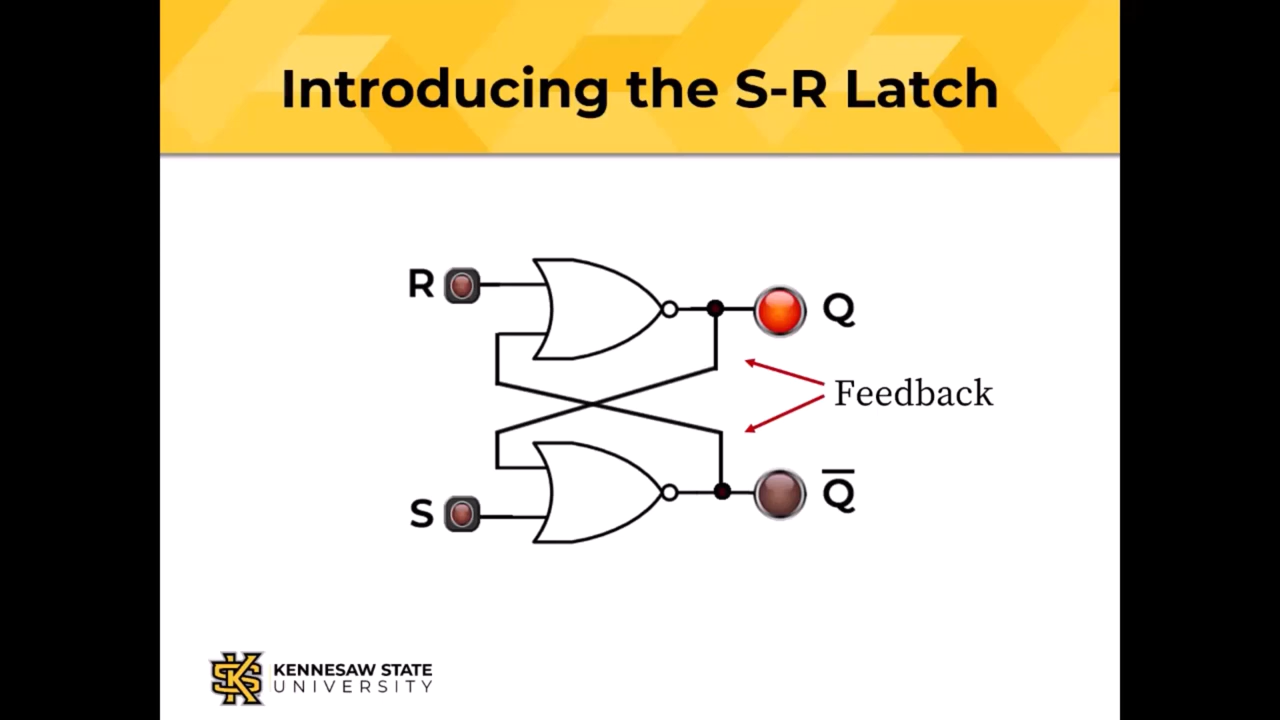 Introducing the S-R Latch
R
Q
Feedback
S
Q̅
KENNESAW STATE
UNIVERSITY